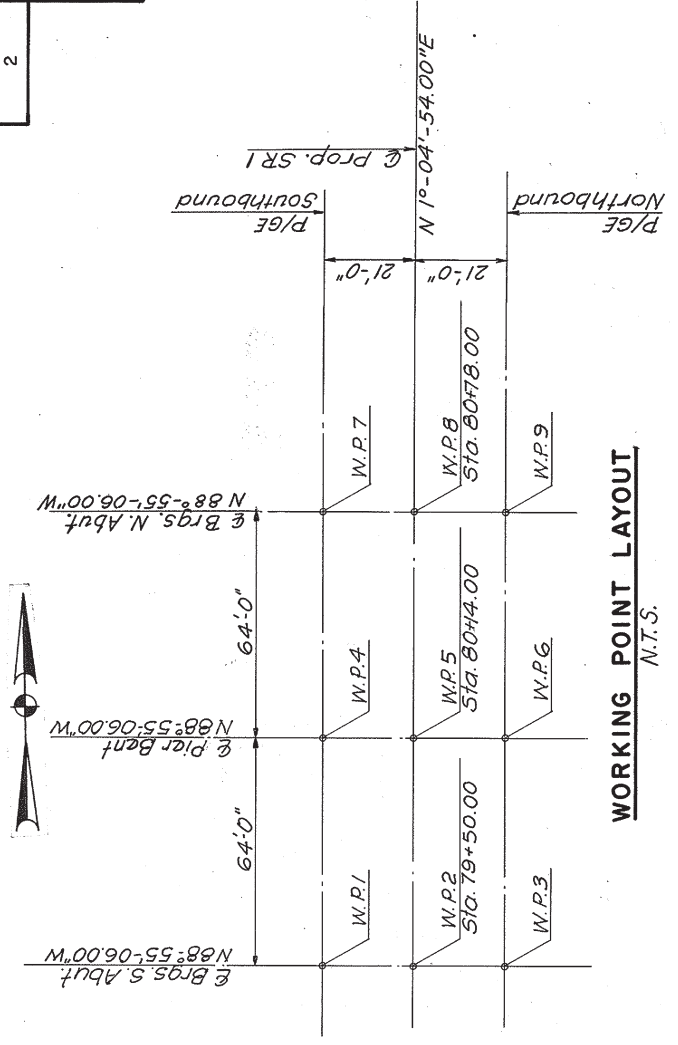 2
℄ Prop. SR 1
N 1°-04'-54.00"E
P/GE
Southbound
P/GE
Northbound
21'-0"
21'-0"
℄ Brgs. N. Abut.
N 88°-55'-06.00"W
℄ Pier Bent
N 88°-55'-06.00"W
℄ Brgs. S. Abut
N 88°-55'-06.00"W
64'-0"
64'-0"
W.P.7
W.P.8
Sta. 80+78.00
W.P.9
W.P.4
W.P.5
Sta. 80+14.00
W.P.6
W.P.1
W.P.2
Sta. 79+50.00
W.P.3
WORKING POINT LAYOUT
N.T.S.